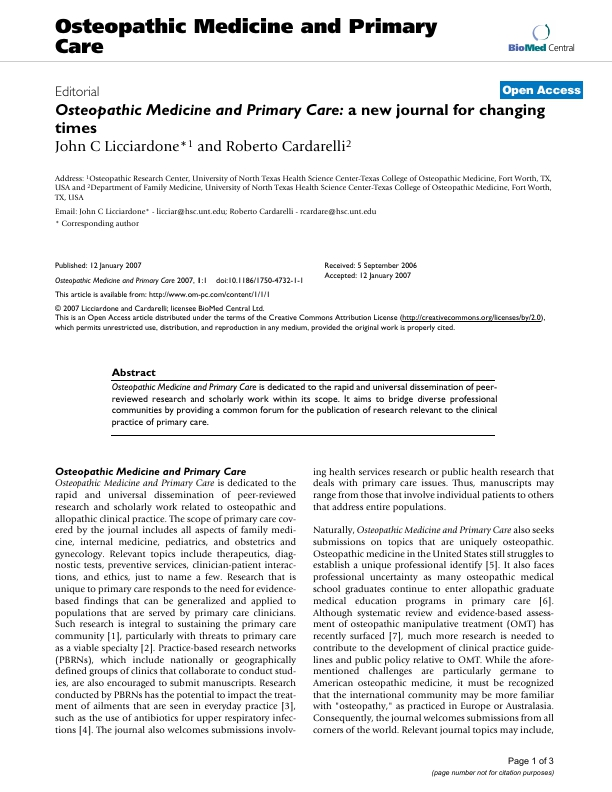 Osteopathic Medicine and Primary
Care
BioMed Central
Editorial
Open Access
Osteopathic Medicine and Primary Care: a new journal for changing
times
John C Licciardone*1 and Roberto Cardarelli2
Address: 1Osteopathic Research Center, University of North Texas Health Science Center-Texas College of Osteopathic Medicine, Fort Worth, TX,
USA and 2Department of Family Medicine, University of North Texas Health Science Center-Texas College of Osteopathic Medicine, Fort Worth,
TX, USA
Email: John C Licciardone* - licciar@hsc.unt.edu; Roberto Cardarelli - rcardare@hsc.unt.edu
* Corresponding author
Published: 12 January 2007
Osteopathic Medicine and Primary Care 2007, 1:1 doi:10.1186/1750-4732-1-1
Received: 5 September 2006
Accepted: 12 January 2007
This article is available from: http://www.om-pc.com/content/1/1/1
© 2007 Licciardone and Cardarelli; licensee BioMed Central Ltd.
This is an Open Access article distributed under the terms of the Creative Commons Attribution License (http://creativecommons.org/licenses/by/2.0),
which permits unrestricted use, distribution, and reproduction in any medium, provided the original work is properly cited.
Abstract
Osteopathic Medicine and Primary Care is dedicated to the rapid and universal dissemination of peer-
reviewed research and scholarly work within its scope. It aims to bridge diverse professional
communities by providing a common forum for the publication of research relevant to the clinical
practice of primary care.
Osteopathic Medicine and Primary Care
Osteopathic Medicine and Primary Care is dedicated to the
rapid and universal dissemination of peer-reviewed
research and scholarly work related to osteopathic and
allopathic clinical practice. The scope of primary care cov-
ered by the journal includes all aspects of family medi-
cine, internal medicine, pediatrics, and obstetrics and
gynecology. Relevant topics include therapeutics, diag-
nostic tests, preventive services, clinician-patient interac-
tions, and ethics, just to name a few. Research that is
unique to primary care responds to the need for evidence-
based findings that can be generalized and applied to
populations that are served by primary care clinicians.
Such research is integral to sustaining the primary care
community [1], particularly with threats to primary care
as a viable specialty [2]. Practice-based research networks
(PBRNs), which include nationally or geographically
defined groups of clinics that collaborate to conduct stud-
ies, are also encouraged to submit manuscripts. Research
conducted by PBRNs has the potential to impact the treat-
ment of ailments that are seen in everyday practice [3],
such as the use of antibiotics for upper respiratory infec-
tions [4]. The journal also welcomes submissions involv-
ing health services research or public health research that
deals with primary care issues. Thus, manuscripts may
range from those that involve individual patients to others
that address entire populations.
Naturally, Osteopathic Medicine and Primary Care also seeks
submissions on topics that are uniquely osteopathic.
Osteopathic medicine in the United States still struggles to
establish a unique professional identify [5]. It also faces
professional uncertainty as many osteopathic medical
school graduates continue to enter allopathic graduate
medical education programs in primary care [6].
Although systematic review and evidence-based assess-
ment of osteopathic manipulative treatment (OMT) has
recently surfaced [7], much more research is needed to
contribute to the development of clinical practice guide-
lines and public policy relative to OMT. While the afore-
mentioned challenges are particularly germane to
American osteopathic medicine, it must be recognized
that the international community may be more familiar
with "osteopathy," as practiced in Europe or Australasia.
Consequently, the journal welcomes submissions from all
corners of the world. Relevant journal topics may include,
Page 1 of 3
(page number not for citation purposes)